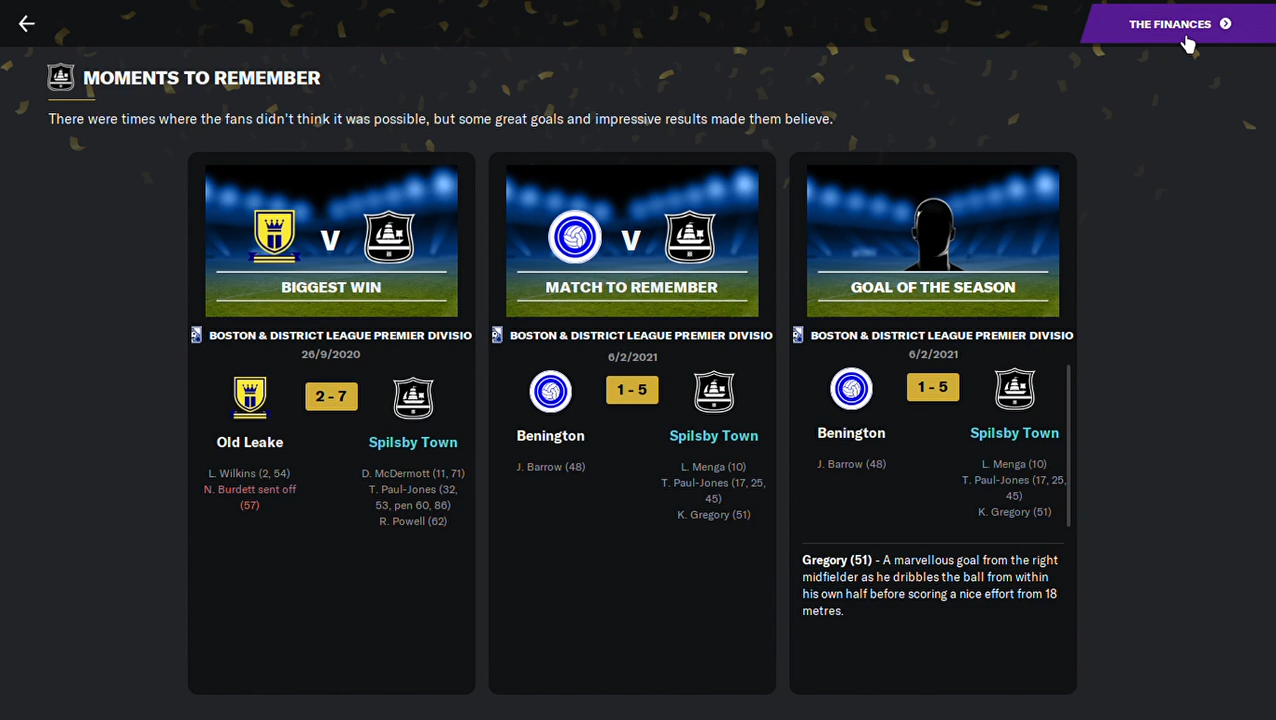 THE FINANCES
MOMENTS TO REMEMBER
There were times where the fans didn't think it was possible, but some great goals and impressive results made them believe.
V
BIGGEST WIN
BOSTON & DISTRICT LEAGUE PREMIER DIVISIO
26/9/2020
2 - 7
Old Leake
Spilsby Town
L. Wilkins (2, 54)
N. Burdett sent off
(57)
D. McDermott (11, 71)
T. Paul-Jones (32,
53, pen 60, 86)
R. Powell (62)
V
MATCH TO REMEMBER
BOSTON & DISTRICT LEAGUE PREMIER DIVISIO
6/2/2021
1 - 5
Benington
Spilsby Town
J. Barrow (48)
L. Menga (10)
T. Paul-Jones (17, 25,
45)
K. Gregory (51)
GOAL OF THE SEASON
BOSTON & DISTRICT LEAGUE PREMIER DIVISIO
6/2/2021
1 - 5
Benington
Spilsby Town
J. Barrow (48)
L. Menga (10)
T. Paul-Jones (17, 25,
45)
K. Gregory (51)
Gregory (51) - A marvellous goal from the right
midfielder as he dribbles the ball from within
his own half before scoring a nice effort from 18
metres.